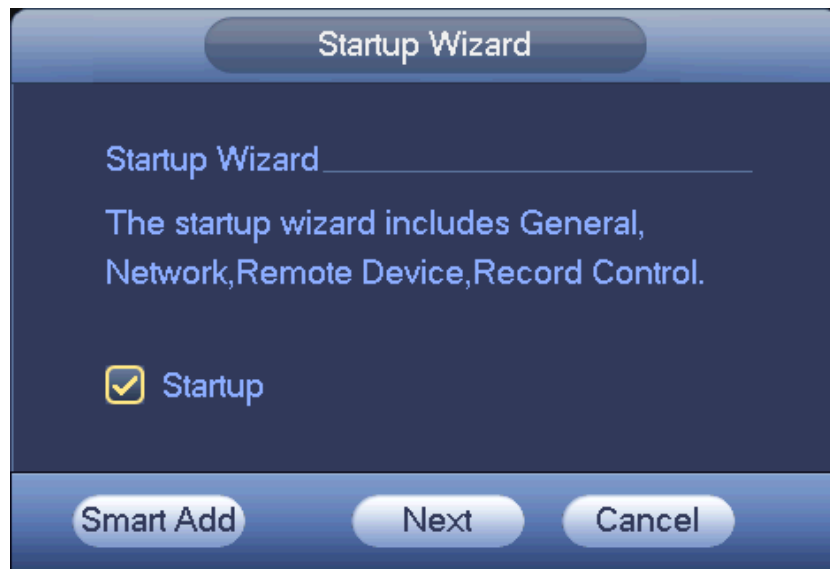 Startup Wizard
Startup Wizard
The startup wizard includes General,
Network,Remote Device,Record Control.
Startup
Smart Add Next Cancel